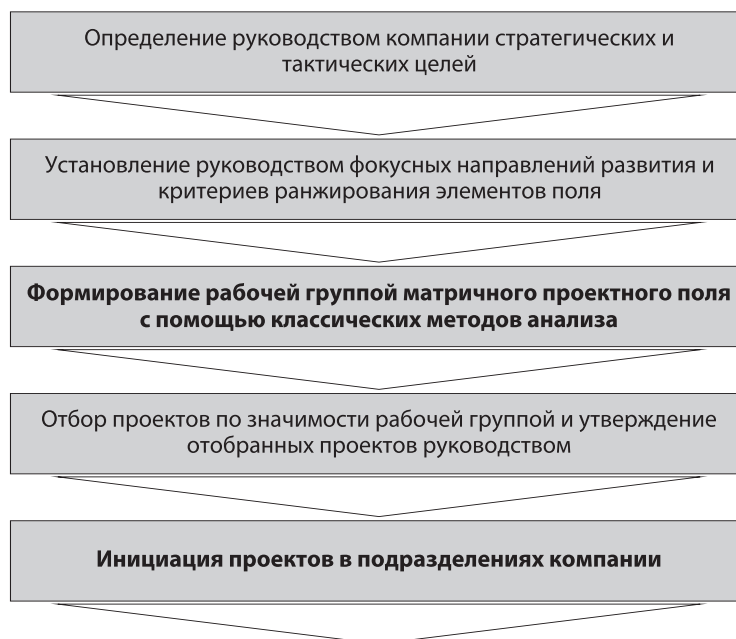 Определение руководством компании стратегических и
тактических целей
Установление руководством фокусных направлений развития и
критериев ранжирования элементов поля
Формирование рабочей группой матричного проектного поля
с помощью классических методов анализа
Отбор проектов по значимости рабочей группой и утверждение
отобранных проектов руководством
Инициация проектов в подразделениях компании